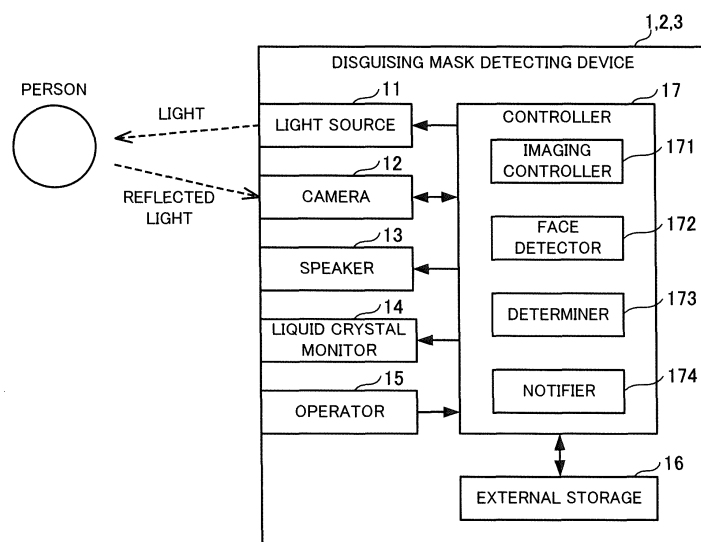 1,2,3
DISGUISING MASK DETECTING DEVICE
PERSON
LIGHT
REFLECTED
LIGHT
11
LIGHT SOURCE
12
CAMERA
13
SPEAKER
14
LIQUID CRYSTAL
MONITOR
15
OPERATOR
17
CONTROLLER
IMAGING
CONTROLLER
171
FACE
DETECTOR
172
DETERMINER
173
NOTIFIER
174
16
EXTERNAL STORAGE